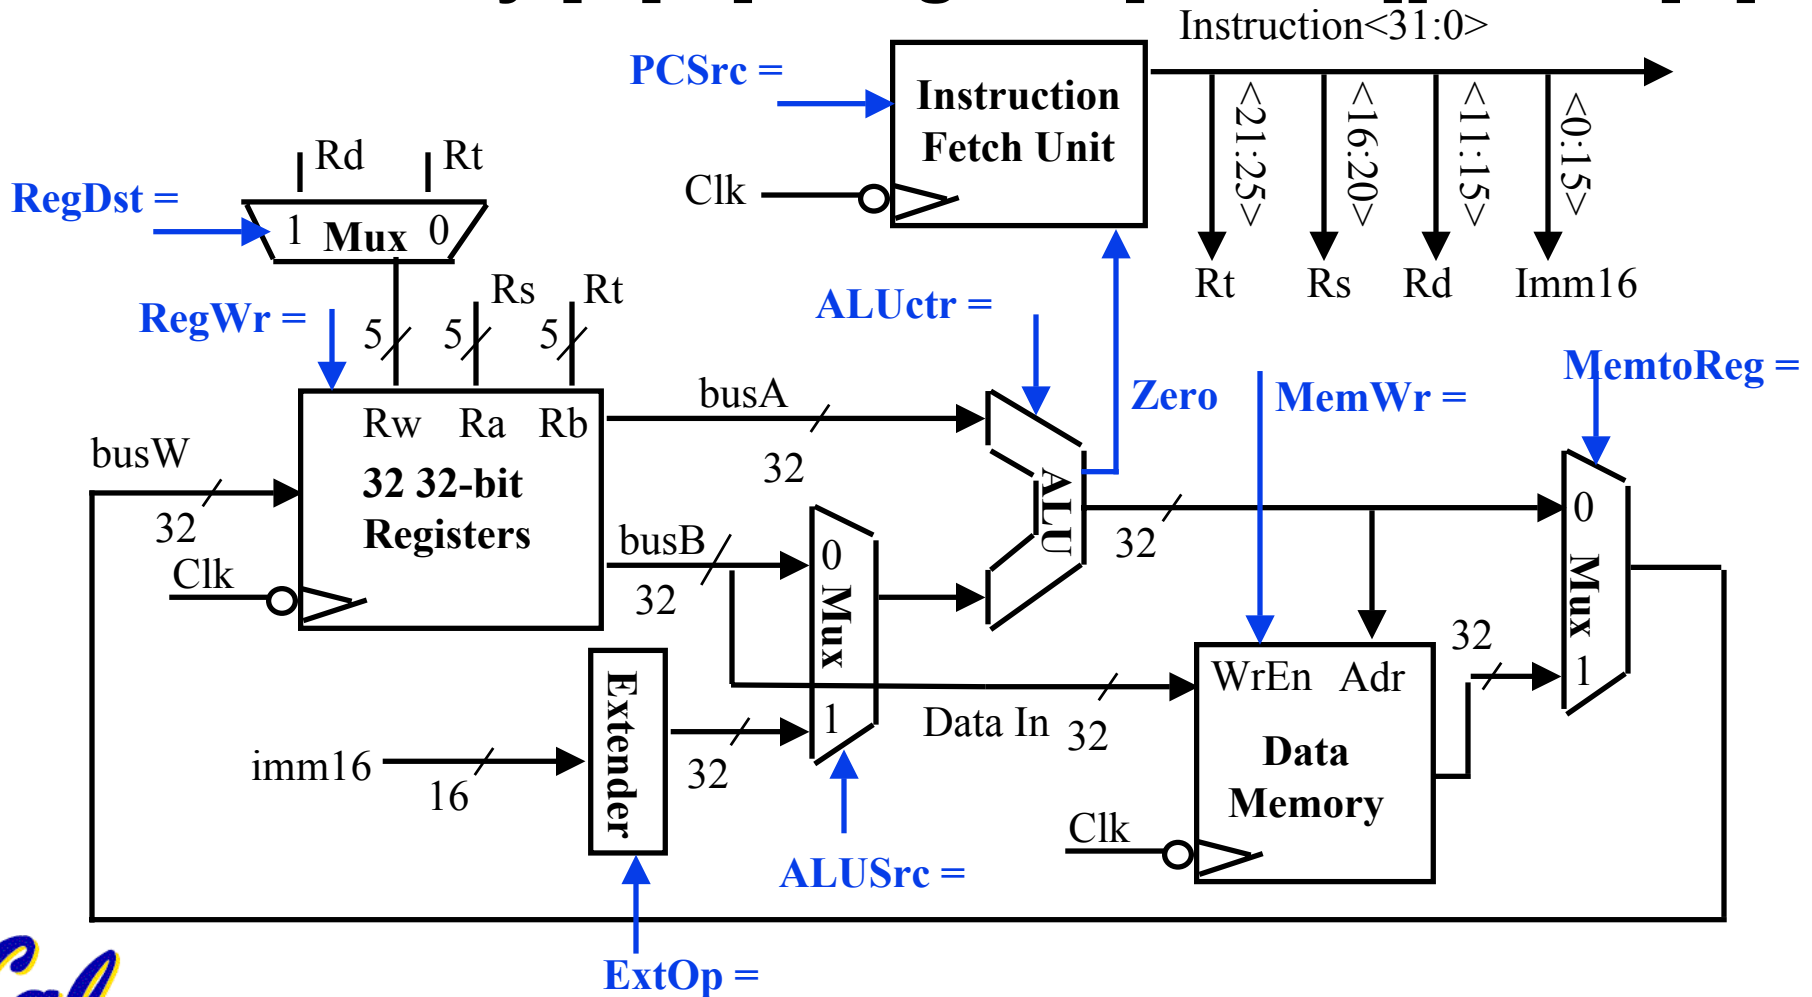 Instruction<31:0>
PCSrc =
Instruction
Fetch Unit
Clk
<21:25>
<16:20>
<11:15>
<0:15>
Rt
Rs
Rd
Imm16
Rd
Rt
RegDst =
1
Mux
0
RegWr =
5
5
Rs
5
Rt
ALUctr =
Zero
MemWr =
MemtoReg =
busW
32
Rw
Ra
Rb
32 32-bit
Registers
Clk
busA
32
busB
32
0
Mux
1
ALU
32
imm16
16
Extender
32
ExtOp =
ALUSrc =
Data In
32
WrEn
Adr
Data
Memory
Clk
32
0
Mux
1
Cal